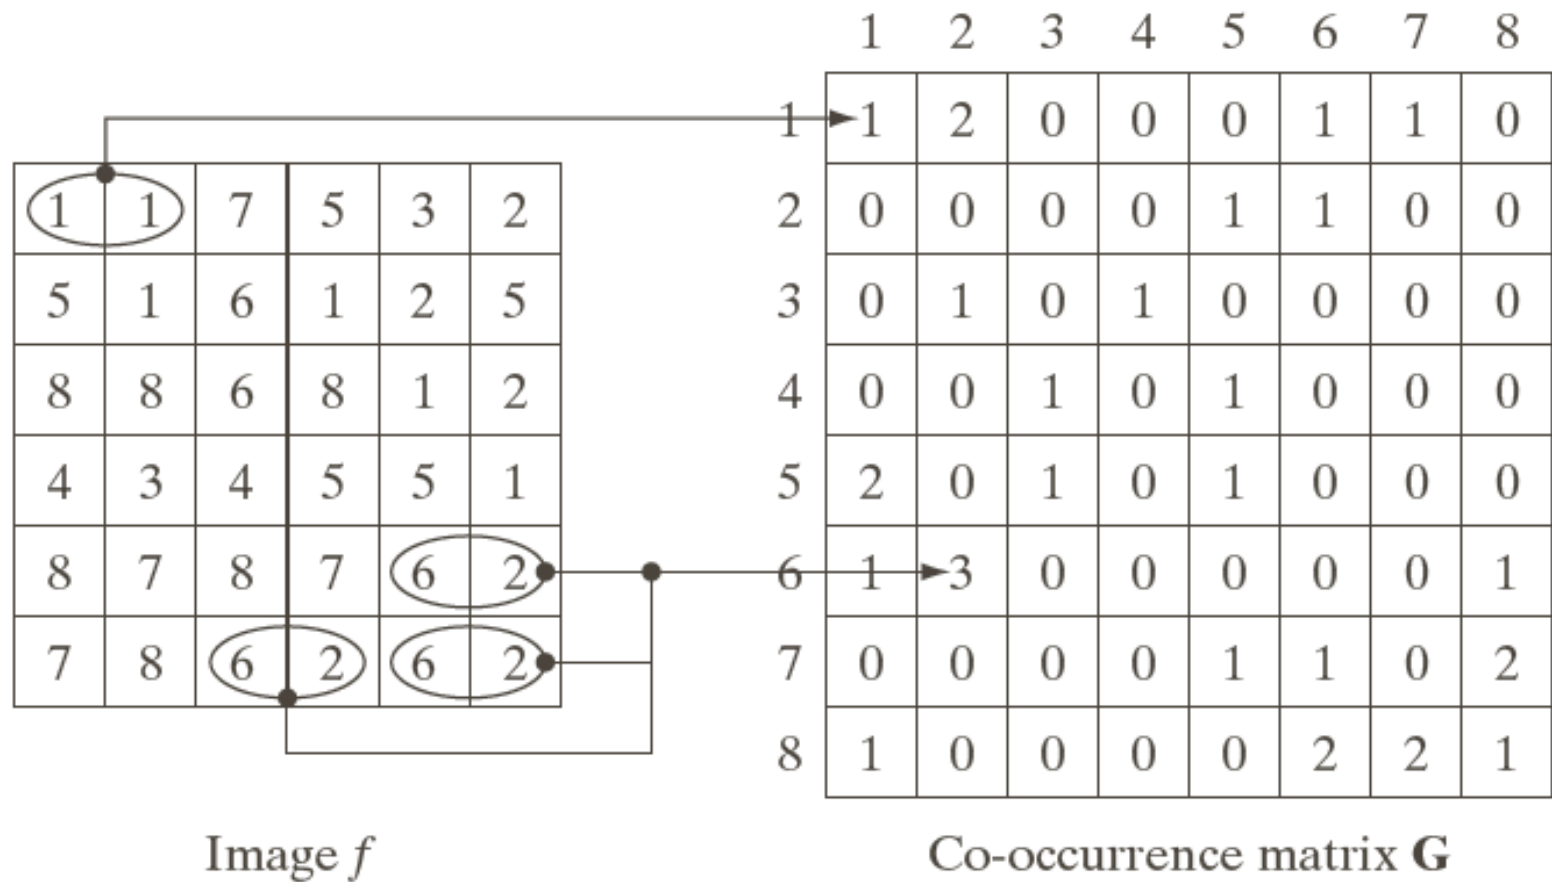 1 2 3 4 5 6 7 8
1 1 2 0 0 0 1 1 0
1 1 7 5 3 2
2 0 0 0 0 1 1 0 0
5 1 6 1 2 5
3 0 1 0 1 0 0 0 0
8 8 6 8 1 2
4 0 0 1 0 1 0 0 0
4 3 4 5 5 1
5 2 0 1 0 1 0 0 0
8 7 8 7 6 2
6 1 3 0 0 0 0 0 1
7 8 6 2 6 2
7 0 0 0 0 1 1 0 2
8 1 0 0 0 0 2 2 1
Image f
Co-occurrence matrix G